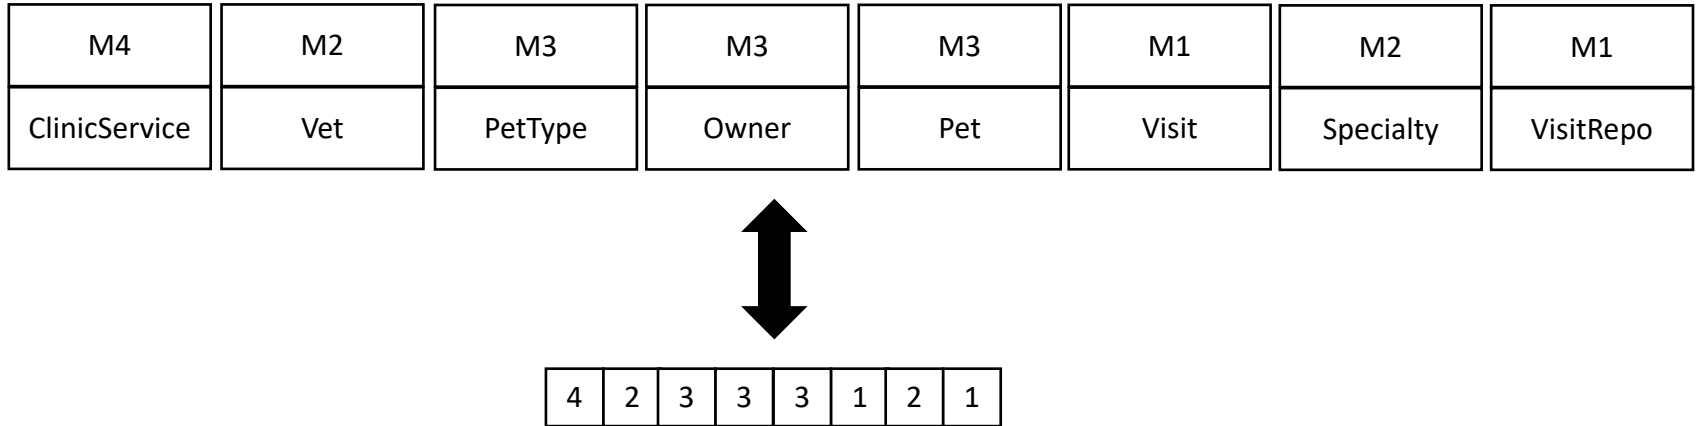 M4 M2 M3 M3 M3 M1 M2 M1
ClinicService Vet PetType Owner Pet Visit Specialty VisitRepo
4 2 3 3 3 1 2 1